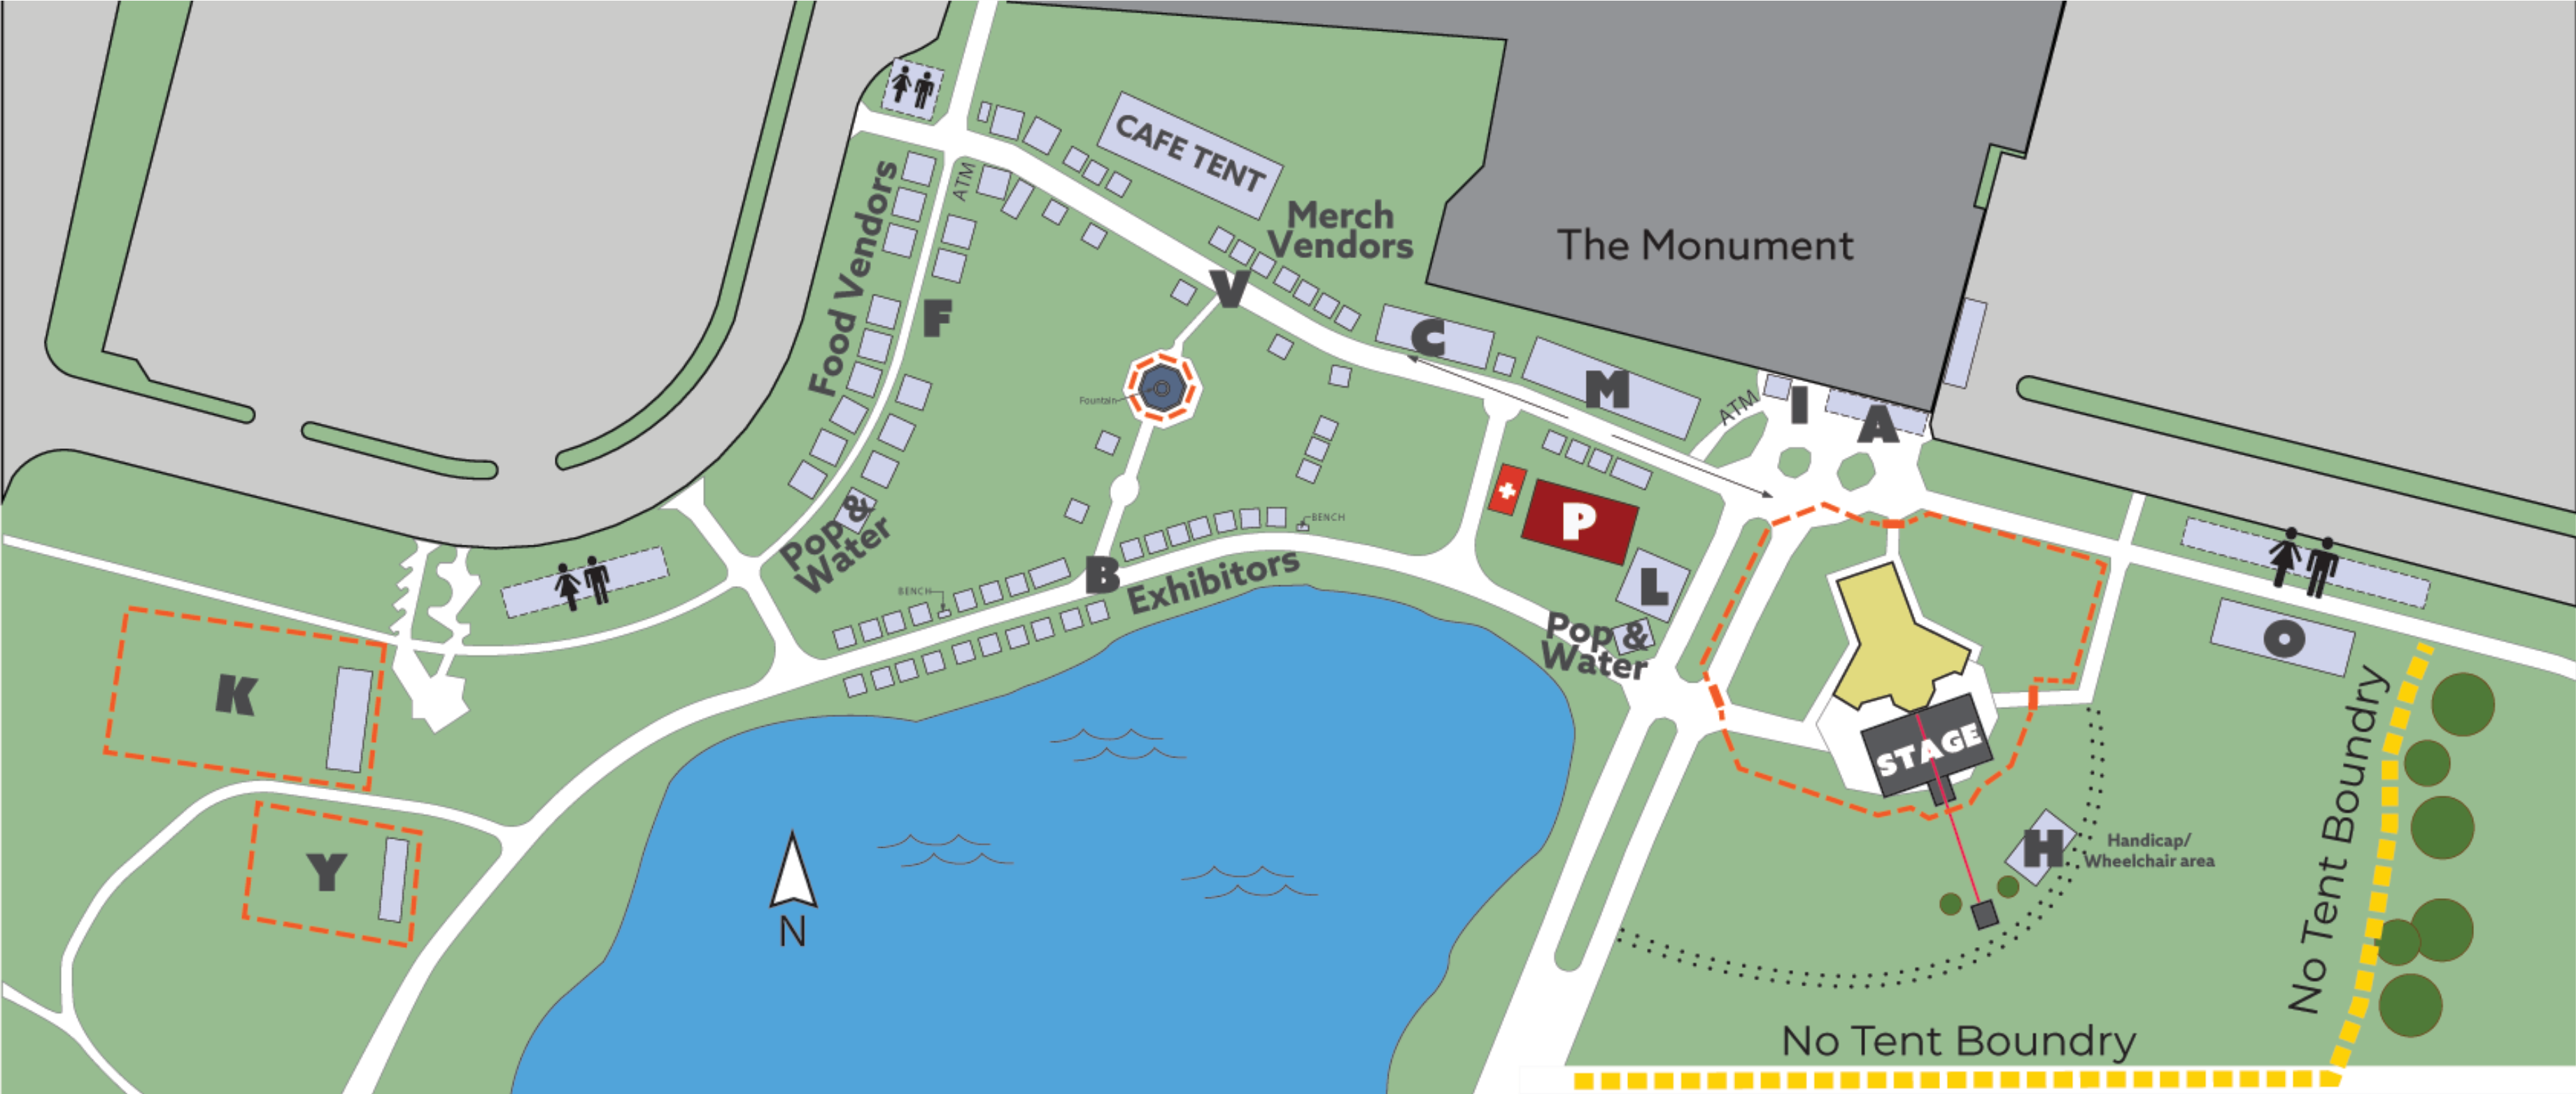 CAFE TENT
Merch
Vendors
The Monument
ATM
Food Vendors
F
V
C
M
ATM
I
A
Fountain
P
BENCH
Pop &
Water
B
Exhibitors
BENCH
L
Pop &
Water
O
K
STAGE
No Tent Boundry
H
Handicap/
Wheelchair area
Y
N
No Tent Boundry